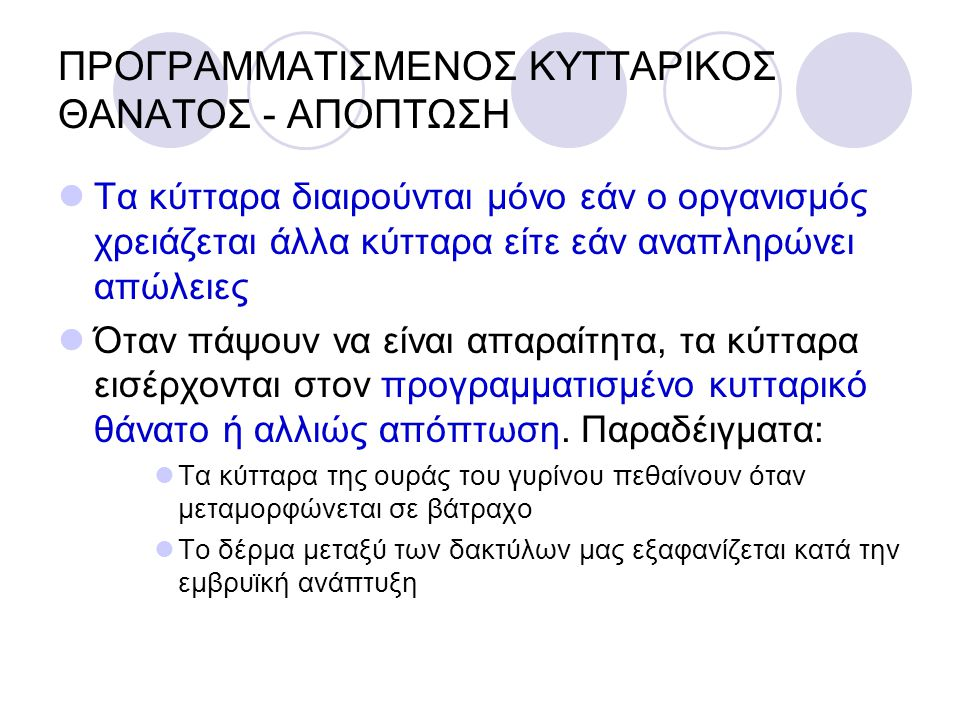 ΠΡΟΓΡΑΜΜΑΤΙΣΜΕΝΟΣ ΚΥΤΤΑΡΙΚΟΣ
ΘΑΝΑΤΟΣ - ΑΠΟΠΤΩΣΗ
Τα κύτταρα διαιρούνται μόνο εάν ο οργανισμός
χρειάζεται άλλα κύτταρα είτε εάν αναπληρώνει
απώλειες
Όταν πάψουν να είναι απαραίτητα, τα κύτταρα
εισέρχονται στον προγραμματισμένο κυτταρικό
θάνατο ή αλλιώς απόπτωση. Παραδέιγματα:
Τα κύτταρα της ουράς του γυρίνου πεθαίνουν όταν
μεταμορφώνεται σε βάτραχο
Το δέρμα μεταξύ των δακτύλων μας εξαφανίζεται κατά την
εμβρυϊκή ανάπτυξη